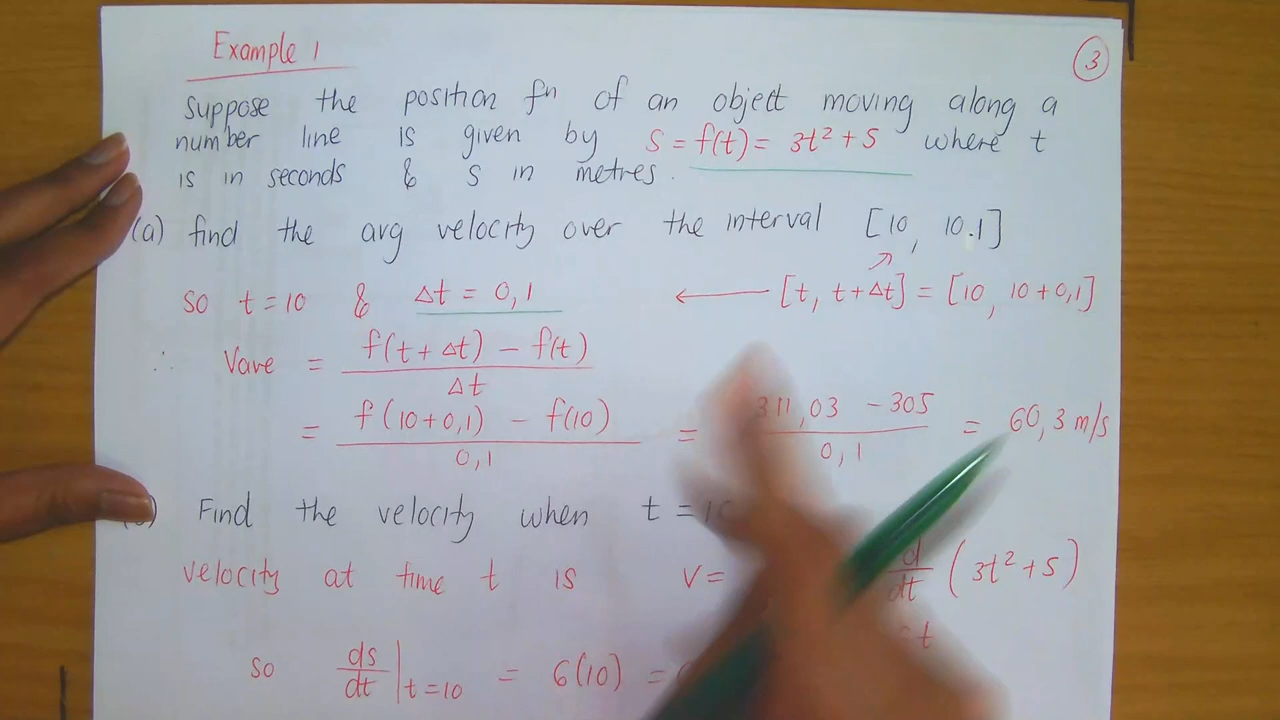 Example 1
3
Suppose the position fn of an object moving along a
number line is given by S = f(t) = 3t² + 5 where t
is in seconds & S in metres.
(a) find the avg velocity over the interval [10, 10.1]
So t = 10 & Δt = 0,1 ← [t, t+Δt] = [10, 10+0,1]
∴ Vave = f(t+Δt) − f(t) / Δt
= f(10+0,1) − f(10) / 0,1 = 311,03 − 305 / 0,1 = 60,3 m/s
Find the velocity when t = 10
velocity at time t is V = d/dt (3t² + 5)
t
So ds/dt |t=10 = 6(10) =